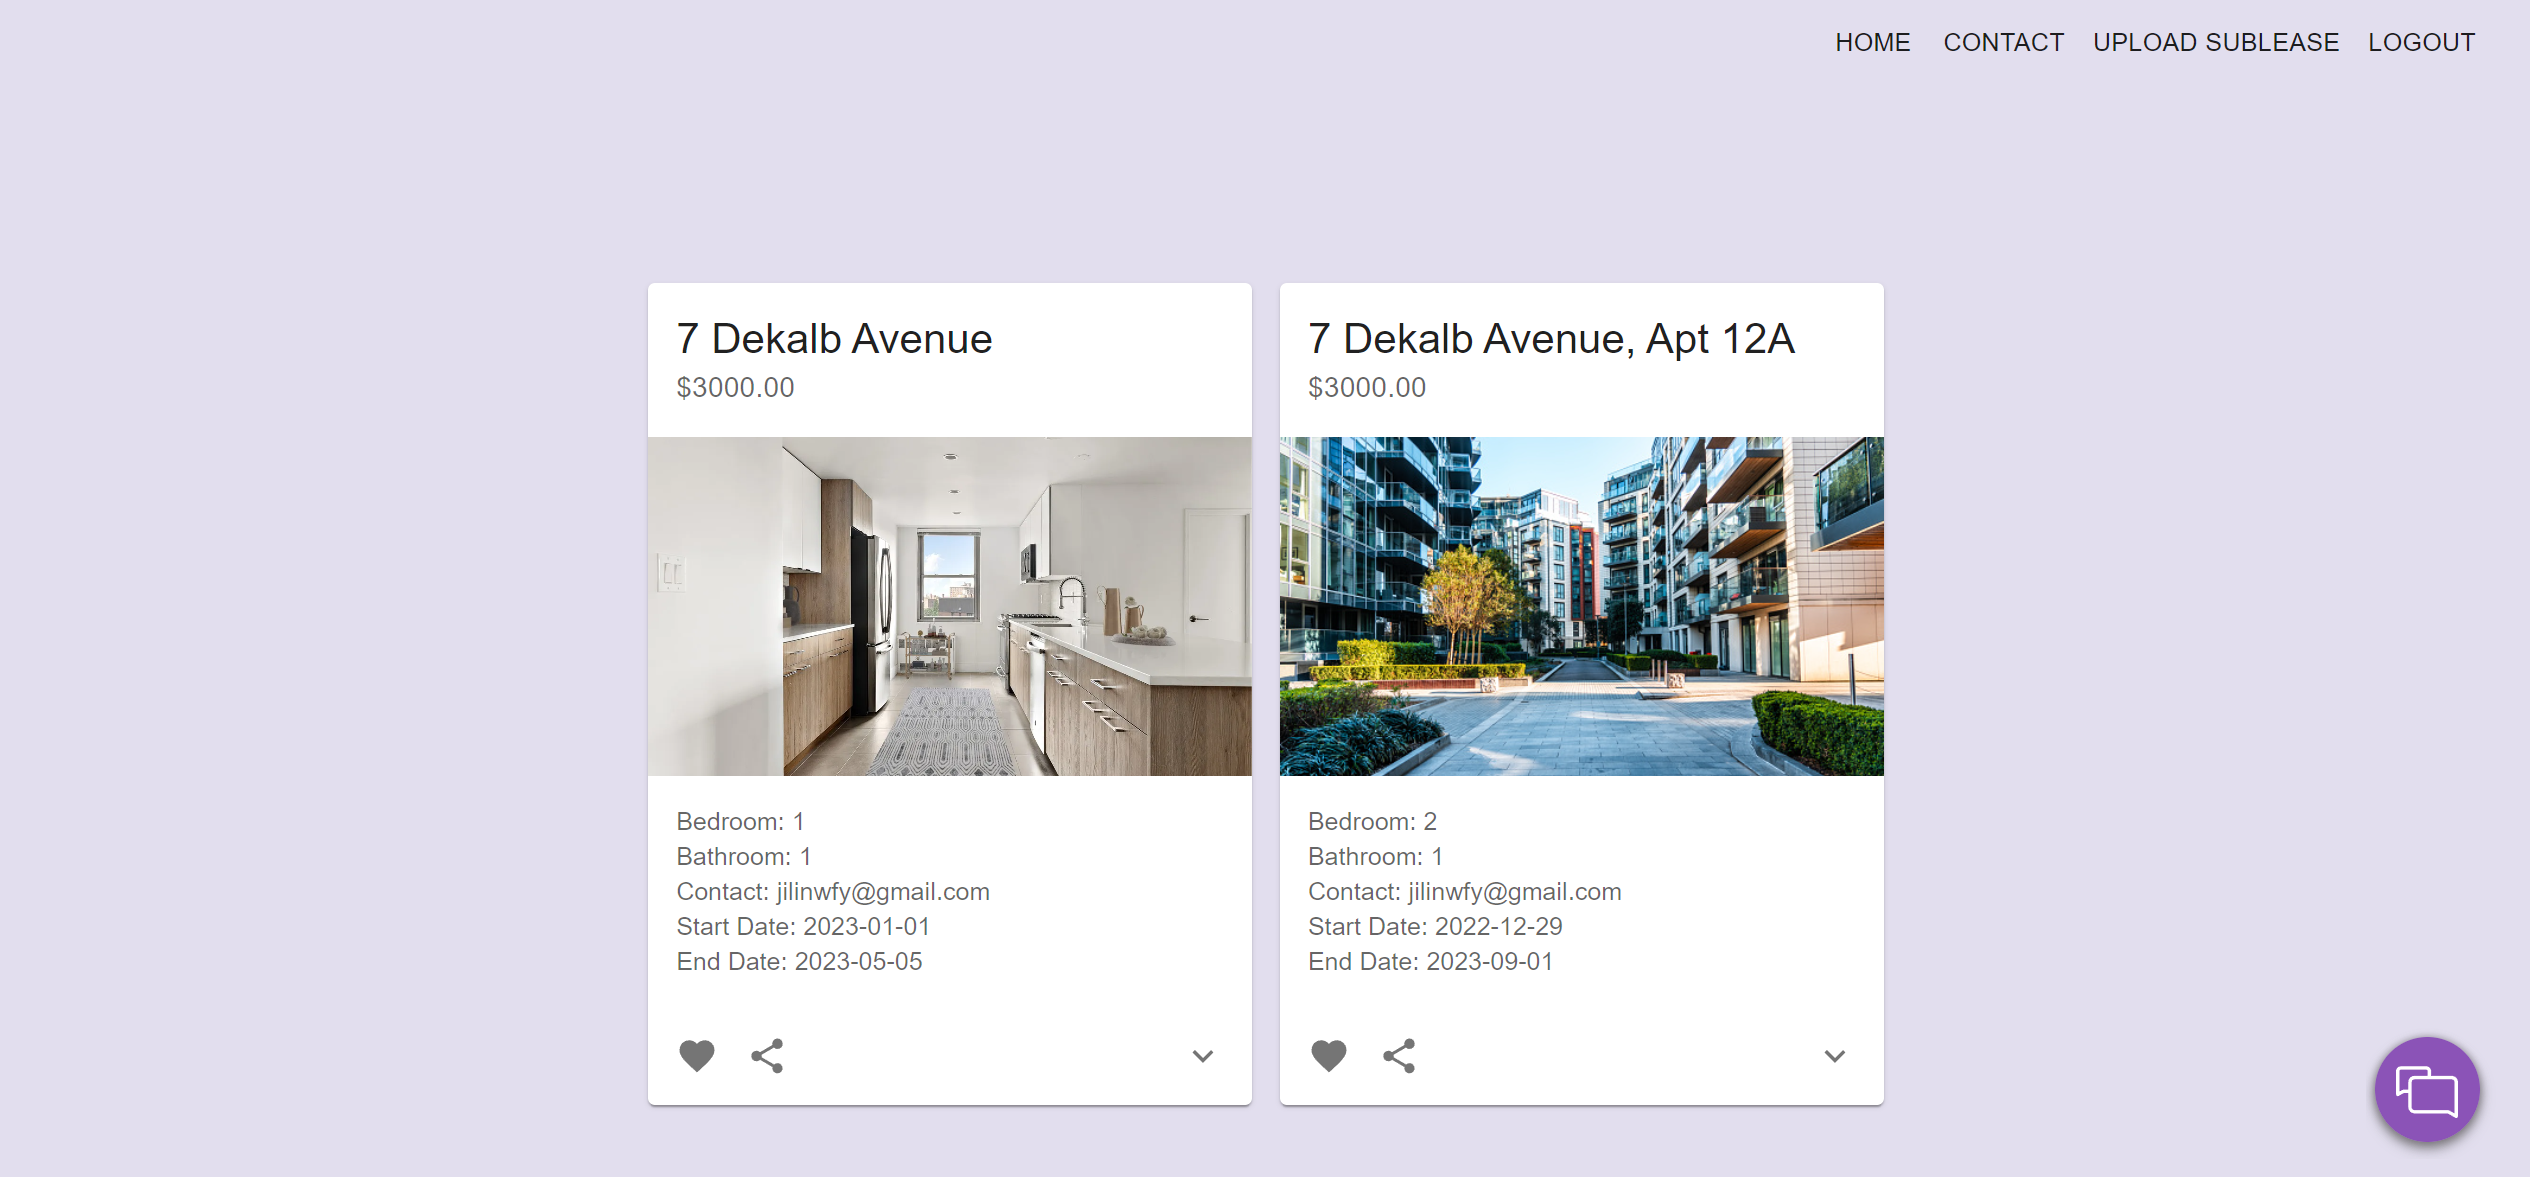 HOME CONTACT UPLOAD SUBLEASE LOGOUT
7 Dekalb Avenue
$3000.00
Bedroom: 1
Bathroom: 1
Contact: jilinwfy@gmail.com
Start Date: 2023-01-01
End Date: 2023-05-05
7 Dekalb Avenue, Apt 12A
$3000.00
Bedroom: 2
Bathroom: 1
Contact: jilinwfy@gmail.com
Start Date: 2022-12-29
End Date: 2023-09-01